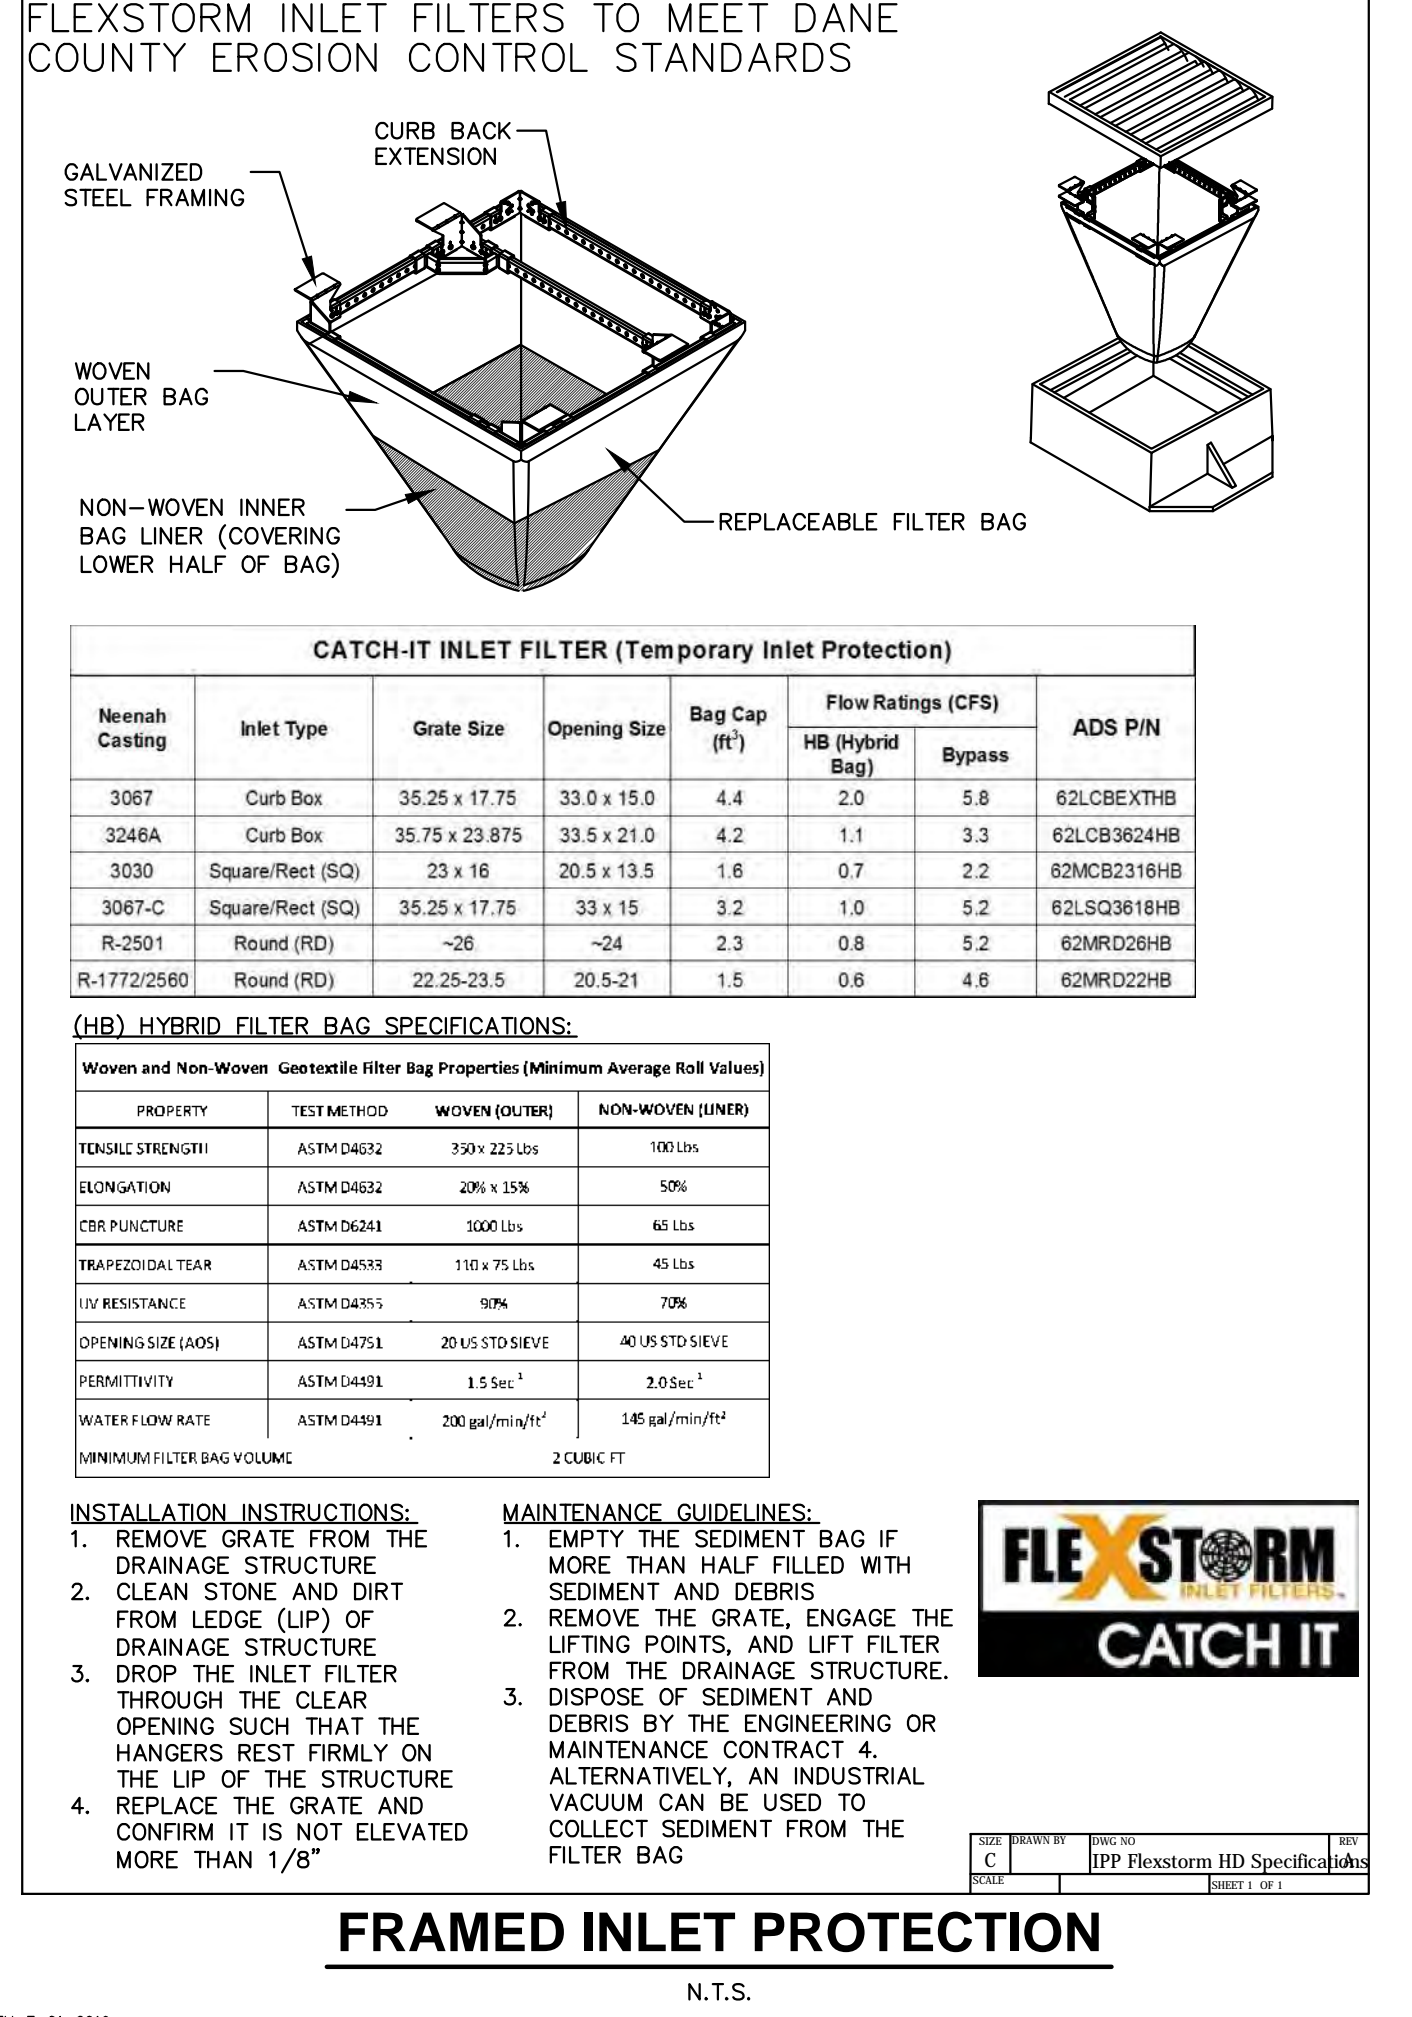 FLEXSTORM INLET FILTERS TO MEET DANE
COUNTY EROSION CONTROL STANDARDS
CURB BACK
EXTENSION
GALVANIZED
STEEL FRAMING
WOVEN
OUTER BAG
LAYER
NON-WOVEN INNER
BAG LINER (COVERING
LOWER HALF OF BAG)
REPLACEABLE FILTER BAG
CATCH-IT INLET FILTER (Temporary Inlet Protection)
Neenah Casting Inlet Type Grate Size Opening Size Bag Cap (ft³) Flow Ratings (CFS) ADS P/N
HB (Hybrid Bag) Bypass
3067 Curb Box 35.25 x 17.75 33.0 x 15.0 4.4 2.0 5.8 62LCBEXTHB
3246A Curb Box 35.75 x 23.875 33.5 x 21.0 4.2 1.1 3.3 62LCB3624HB
3030 Square/Rect (SQ) 23 x 16 20.5 x 13.5 1.6 0.7 2.2 62MCB2316HB
3067-C Square/Rect (SQ) 35.25 x 17.75 33 x 15 3.2 1.0 5.2 62LSQ3618HB
R-2501 Round (RD) ~26 ~24 2.3 0.8 5.2 62MRD26HB
R-1772/2560 Round (RD) 22.25-23.5 20.5-21 1.5 0.6 4.6 62MRD22HB
(HB) HYBRID FILTER BAG SPECIFICATIONS:
Woven and Non-Woven Geotextile Filter Bag Properties (Minimum Average Roll Values)
PROPERTY TEST METHOD WOVEN (OUTER) NON-WOVEN (LINER)
TENSILE STRENGTH ASTM D4632 350 x 225 Lbs 100 Lbs
ELONGATION ASTM D4632 20% x 15% 50%
CBR PUNCTURE ASTM D6241 1000 Lbs 65 Lbs
TRAPEZOIDAL TEAR ASTM D4533 110 x 75 Lbs 45 Lbs
UV RESISTANCE ASTM D4355 90% 70%
OPENING SIZE (AOS) ASTM D4751 20 US STD SIEVE 40 US STD SIEVE
PERMITTIVITY ASTM D4491 1.5 Sec ¹ 2.0 Sec ¹
WATER FLOW RATE ASTM D4491 200 gal/min/ft² 145 gal/min/ft²
MINIMUM FILTER BAG VOLUME 2 CUBIC FT
INSTALLATION INSTRUCTIONS:
1. REMOVE GRATE FROM THE
DRAINAGE STRUCTURE
2. CLEAN STONE AND DIRT
FROM LEDGE (LIP) OF
DRAINAGE STRUCTURE
3. DROP THE INLET FILTER
THROUGH THE CLEAR
OPENING SUCH THAT THE
HANGERS REST FIRMLY ON
THE LIP OF THE STRUCTURE
4. REPLACE THE GRATE AND
CONFIRM IT IS NOT ELEVATED
MORE THAN 1/8"
MAINTENANCE GUIDELINES:
1. EMPTY THE SEDIMENT BAG IF
MORE THAN HALF FILLED WITH
SEDIMENT AND DEBRIS
2. REMOVE THE GRATE, ENGAGE THE
LIFTING POINTS, AND LIFT FILTER
FROM THE DRAINAGE STRUCTURE.
3. DISPOSE OF SEDIMENT AND
DEBRIS BY THE ENGINEERING OR
MAINTENANCE CONTRACT 4.
ALTERNATIVELY, AN INDUSTRIAL
VACUUM CAN BE USED TO
COLLECT SEDIMENT FROM THE
FILTER BAG
FLEXSTORM
INLET FILTERS
CATCH IT
SIZE DRAWN BY DWG NO REV
C IPP Flexstorm HD Specifications A
SCALE SHEET 1 OF 1
FRAMED INLET PROTECTION
N.T.S.